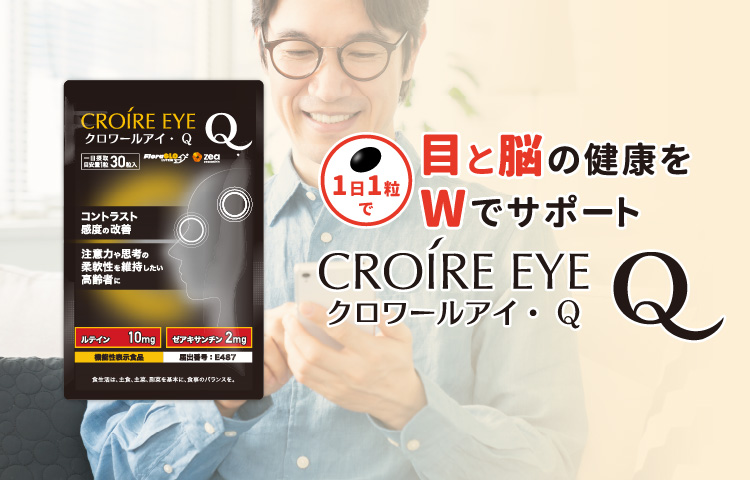 CROÍRE EYE Q
クロワールアイ・Q
一日摂取
目安量1粒
30粒入
FloraGLO
LUTEIN
zea
コントラスト
感度の改善
注意力や思考の
柔軟性を維持したい
高齢者に
ルテイン 10mg
ゼアキサンチン 2mg
機能性表示食品
届出番号：E487
食生活は、主食、主菜、副菜を基本に、食事のバランスを。
1日1粒
で
目と脳の健康を
Wでサポート
CROÍRE EYE Q
クロワールアイ・Q